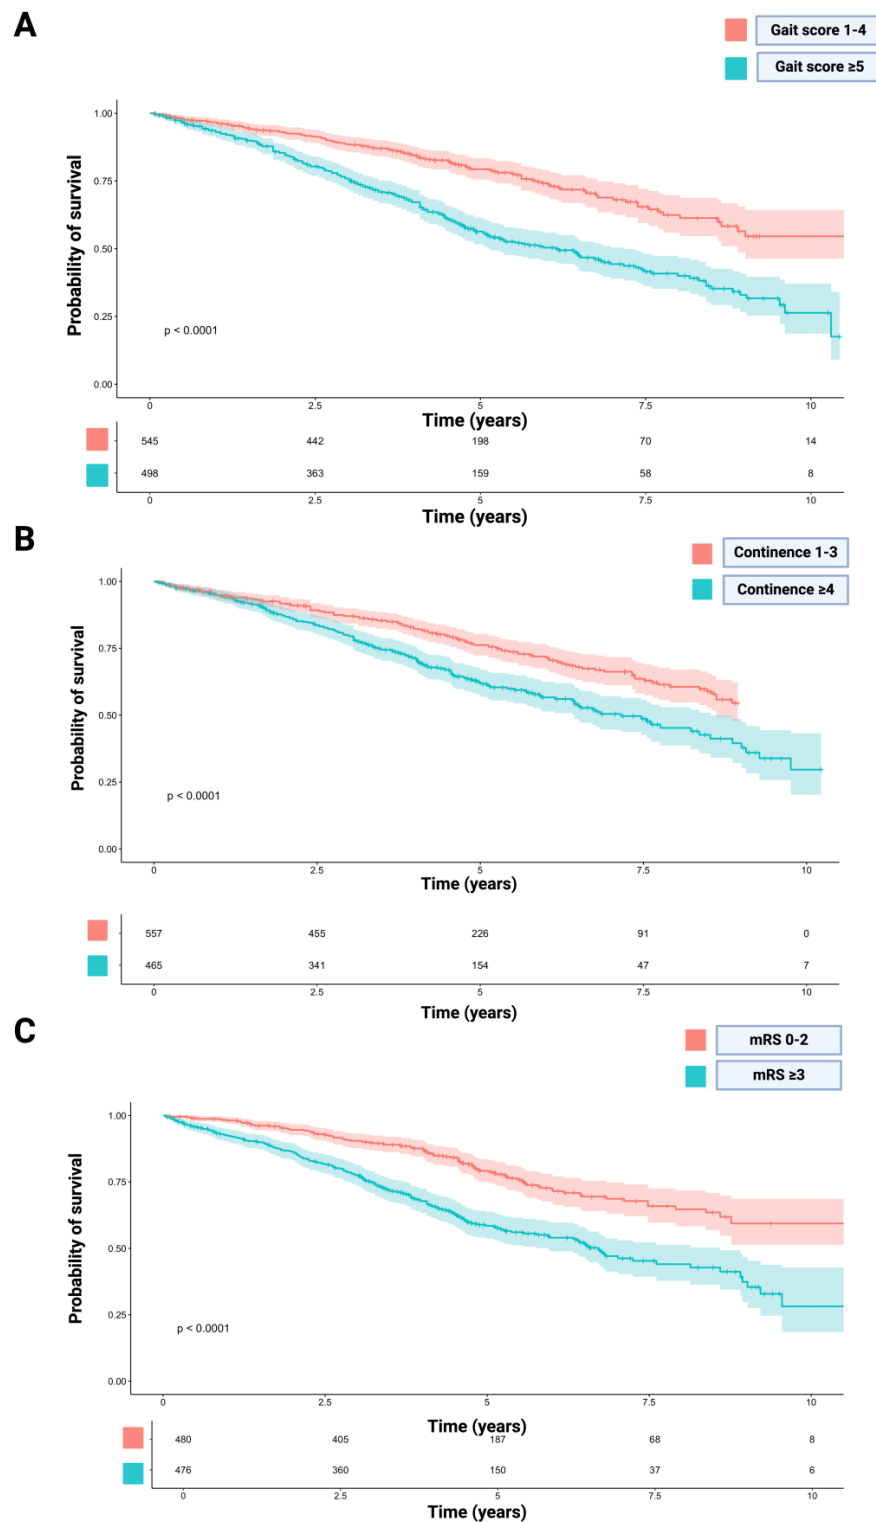 A
Gait score 1-4
Gait score ≥5
Probability of survival
1.00
0.75
0.50
0.25
0.00
p < 0.0001
0 2.5 5 7.5 10
Time (years)
545 442 198 70 14
498 363 159 58 8
0 2.5 5 7.5 10
Time (years)
B
Continence 1-3
Continence ≥4
Probability of survival
1.00
0.75
0.50
0.25
0.00
p < 0.0001
0 2.5 5 7.5 10
Time (years)
557 455 226 91 0
465 341 154 47 7
0 2.5 5 7.5 10
Time (years)
C
mRS 0-2
mRS ≥3
Probability of survival
1.00
0.75
0.50
0.25
0.00
p < 0.0001
0 2.5 5 7.5 10
Time (years)
480 405 187 68 8
476 360 150 37 6
0 2.5 5 7.5 10
Time (years)